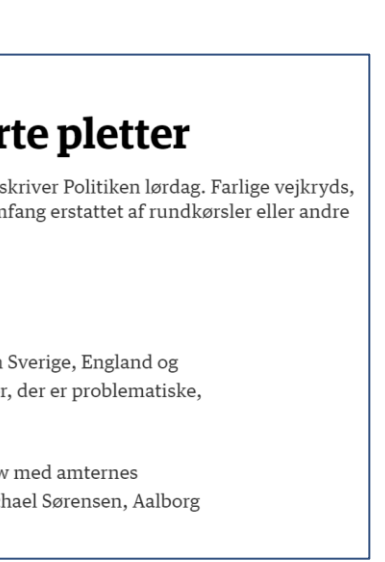 rte pletter
skriver Politiken lørdag. Farlige vejkryds,
nfang erstattet af rundkørsler eller andre
Sverige, England og
r, der er problematiske,
w med amternes
hael Sørensen, Aalborg